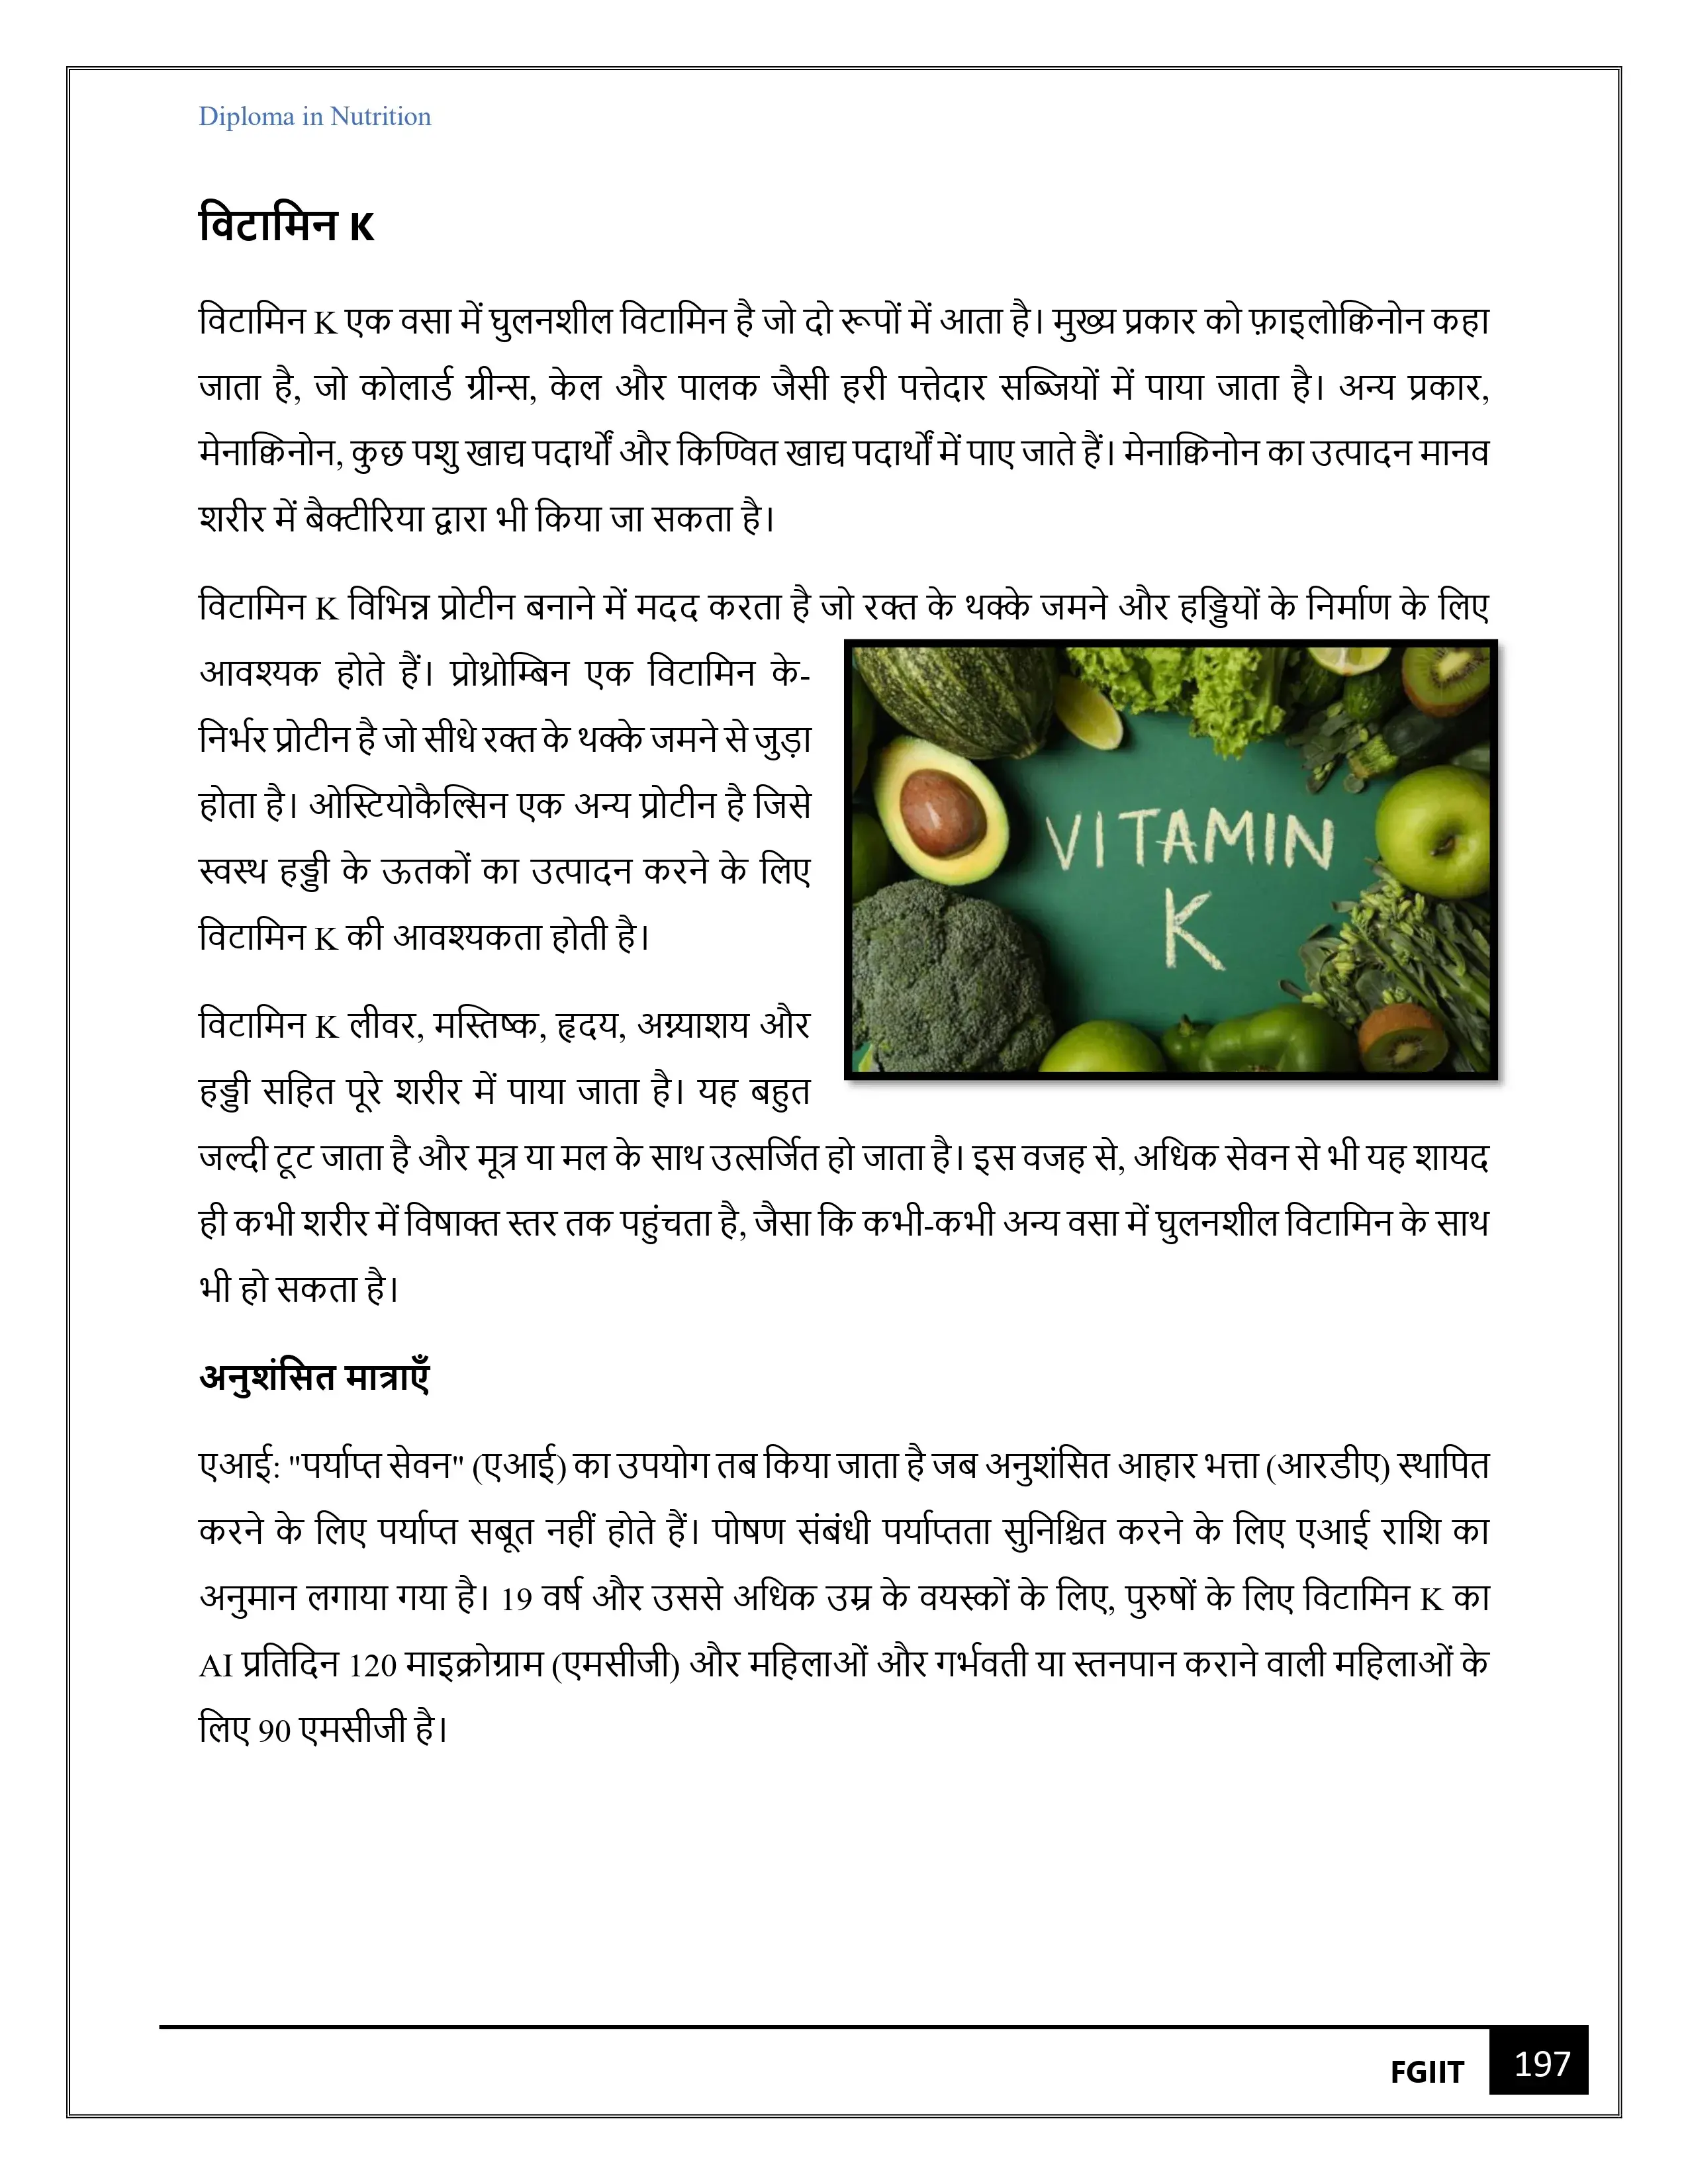 Diploma in Nutrition
विटामिन K
विटामिन K एक वसा में घुलनशील विटामिन है जो दो रूपों में आता है। मुख्य प्रकार को फ़ाइलोक्विनोन कहा
जाता है, जो कोलार्ड ग्रीन्स, केल और पालक जैसी हरी पत्तेदार सब्जियों में पाया जाता है। अन्य प्रकार,
मेनाक्विनोन, कुछ पशु खाद्य पदार्थों और किण्वित खाद्य पदार्थों में पाए जाते हैं। मेनाक्विनोन का उत्पादन मानव
शरीर में बैक्टीरिया द्वारा भी किया जा सकता है।
विटामिन K विभिन्न प्रोटीन बनाने में मदद करता है जो रक्त के थक्के जमने और हड्डियों के निर्माण के लिए
आवश्यक होते हैं। प्रोथ्रोम्बिन एक विटामिन के-
निर्भर प्रोटीन है जो सीधे रक्त के थक्के जमने से जुड़ा
होता है। ओस्टियोकैल्सिन एक अन्य प्रोटीन है जिसे
स्वस्थ हड्डी के ऊतकों का उत्पादन करने के लिए
विटामिन K की आवश्यकता होती है।
VITAMIN
K
विटामिन K लीवर, मस्तिष्क, हृदय, अग्न्याशय और
हड्डी सहित पूरे शरीर में पाया जाता है। यह बहुत
जल्दी टूट जाता है और मूत्र या मल के साथ उत्सर्जित हो जाता है। इस वजह से, अधिक सेवन से भी यह शायद
ही कभी शरीर में विषाक्त स्तर तक पहुंचता है, जैसा कि कभी-कभी अन्य वसा में घुलनशील विटामिन के साथ
भी हो सकता है।
अनुशंसित मात्राएँ
एआई: "पर्याप्त सेवन" (एआई) का उपयोग तब किया जाता है जब अनुशंसित आहार भत्ता (आरडीए) स्थापित
करने के लिए पर्याप्त सबूत नहीं होते हैं। पोषण संबंधी पर्याप्तता सुनिश्चित करने के लिए एआई राशि का
अनुमान लगाया गया है। 19 वर्ष और उससे अधिक उम्र के वयस्कों के लिए, पुरुषों के लिए विटामिन K का
AI प्रतिदिन 120 माइक्रोग्राम (एमसीजी) और महिलाओं और गर्भवती या स्तनपान कराने वाली महिलाओं के
लिए 90 एमसीजी है।
FGIIT 197